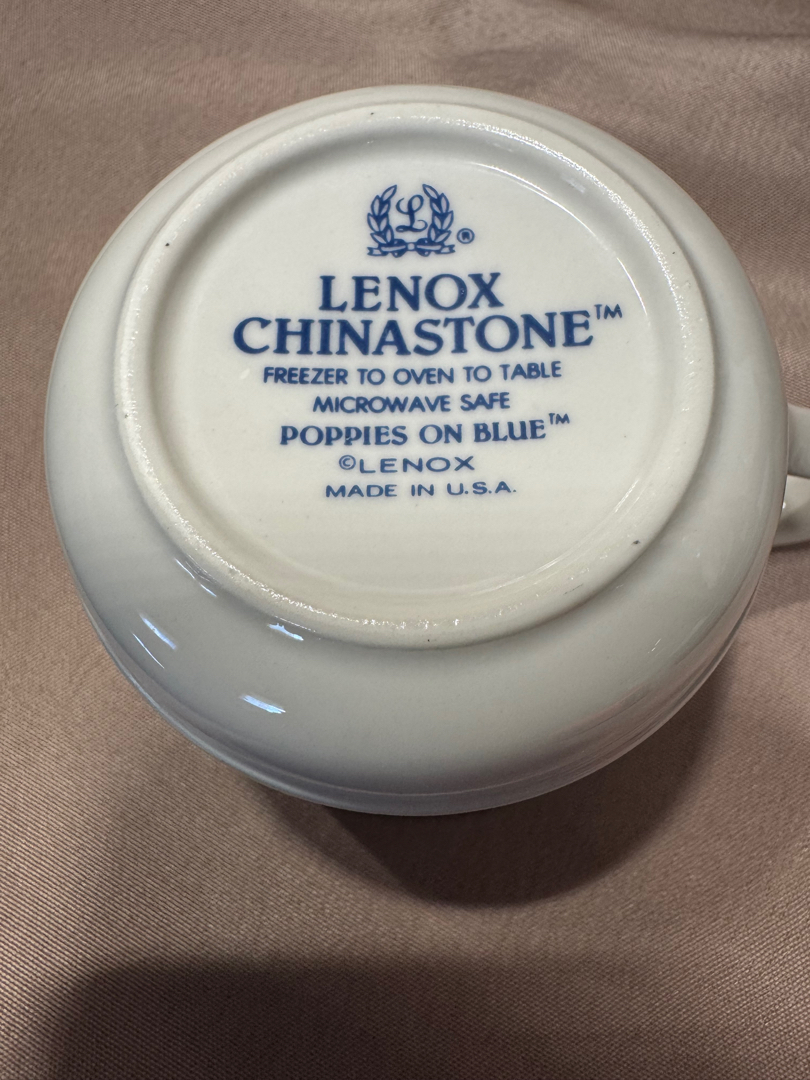 L ®
LENOX
CHINASTONE™
FREEZER TO OVEN TO TABLE
MICROWAVE SAFE
POPPIES ON BLUE™
©LENOX
MADE IN U.S.A.